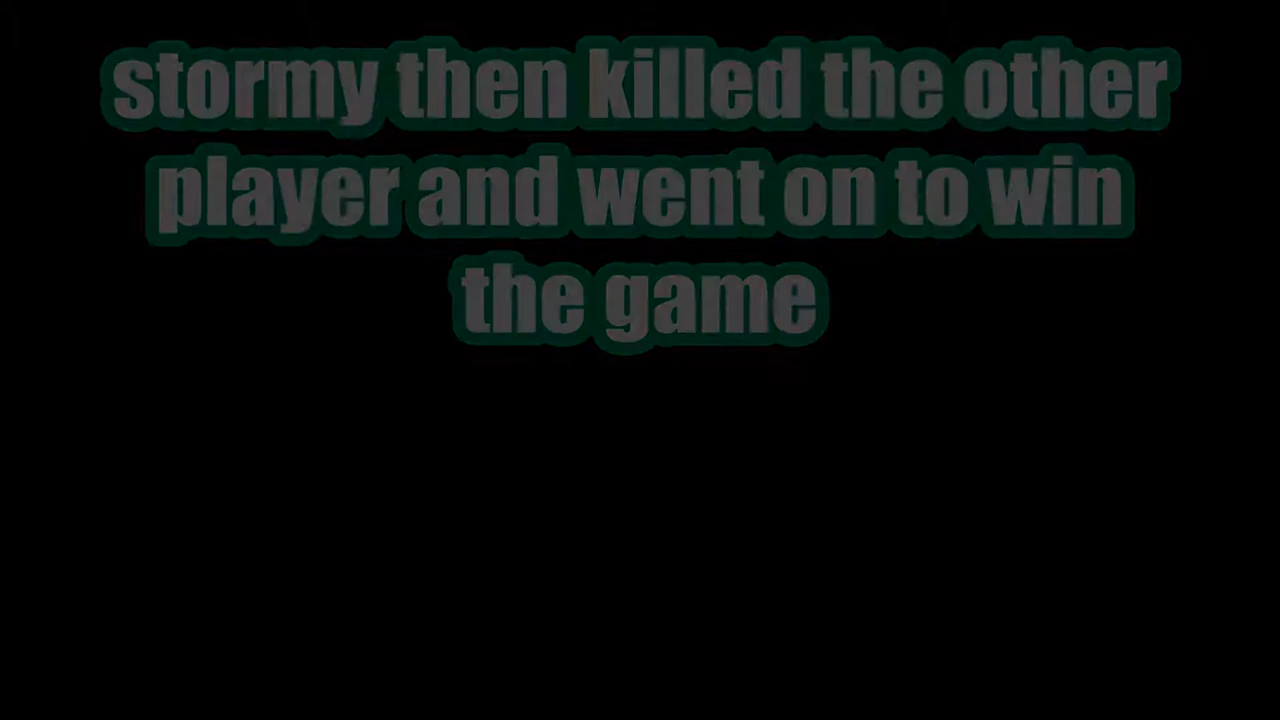 stormy then killed the other
player and went on to win
the game